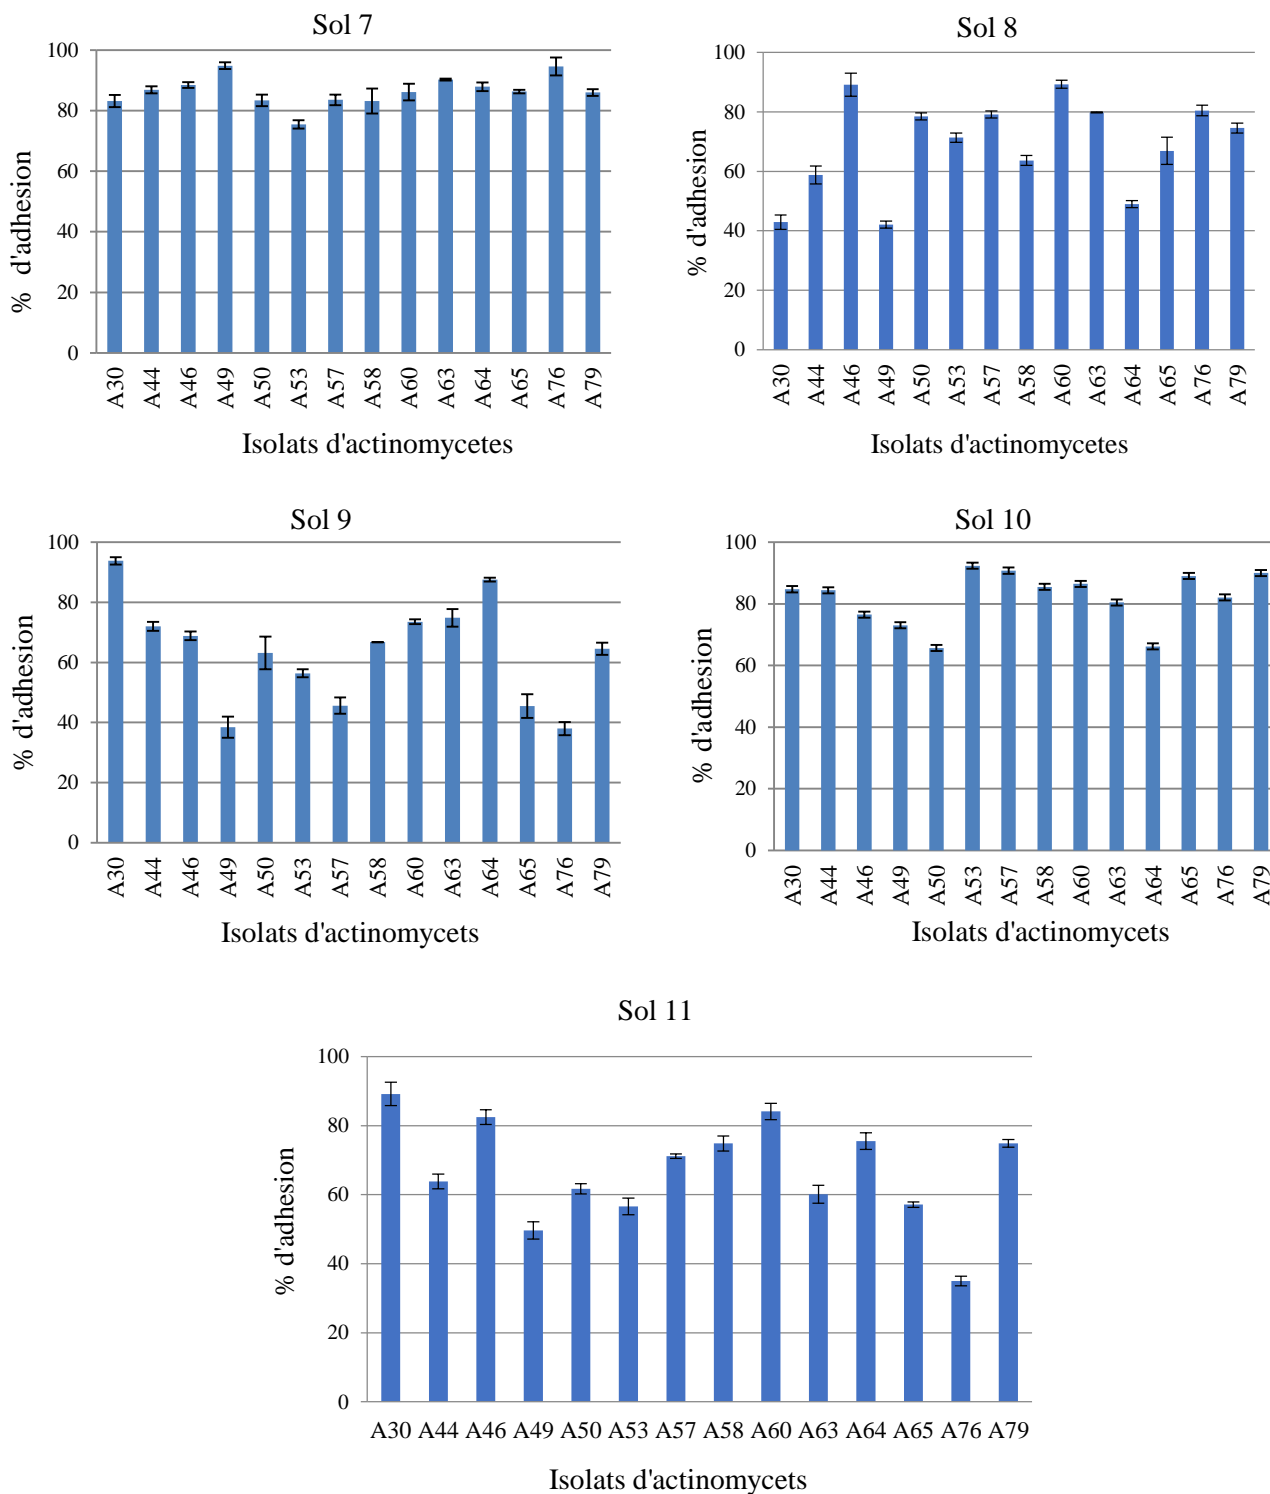 Sol 7
100
80
60
40
20
0
% d'adhesion
A30 A44 A46 A49 A50 A53 A57 A58 A60 A63 A64 A65 A76 A79
Isolats d'actinomycetes
Sol 8
100
80
60
40
20
0
% d'adhesion
A30 A44 A46 A49 A50 A53 A57 A58 A60 A63 A64 A65 A76 A79
Isolats d'actinomycetes
Sol 9
100
80
60
40
20
0
% d'adhesion
A30 A44 A46 A49 A50 A53 A57 A58 A60 A63 A64 A65 A76 A79
Isolats d'actinomycets
Sol 10
100
80
60
40
20
0
% d'adhesion
A30 A44 A46 A49 A50 A53 A57 A58 A60 A63 A64 A65 A76 A79
Isolats d'actinomycets
Sol 11
100
80
60
40
20
0
% d'adhesion
A30 A44 A46 A49 A50 A53 A57 A58 A60 A63 A64 A65 A76 A79
Isolats d'actinomycets